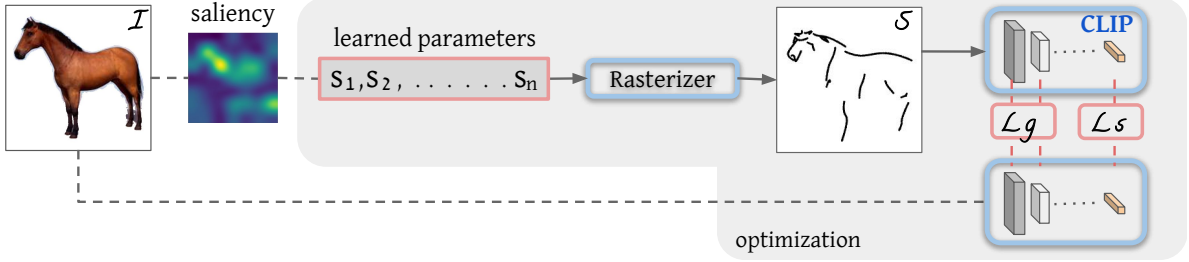 I
saliency
learned parameters
S1,S2, . . . . . . Sn
Rasterizer
S
CLIP
Lg
Ls
optimization